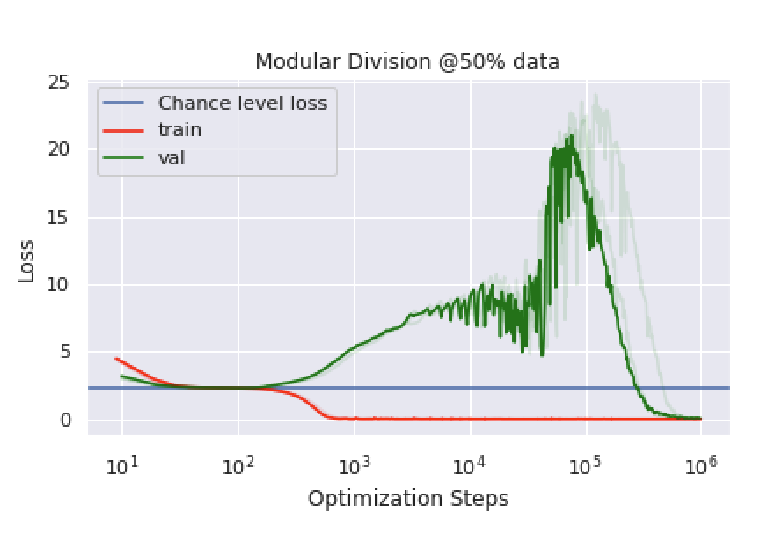 Modular Division @50% data
25
20
15
10
5
0
Loss
Chance level loss
train
val
10¹ 10² 10³ 10⁴ 10⁵ 10⁶
Optimization Steps